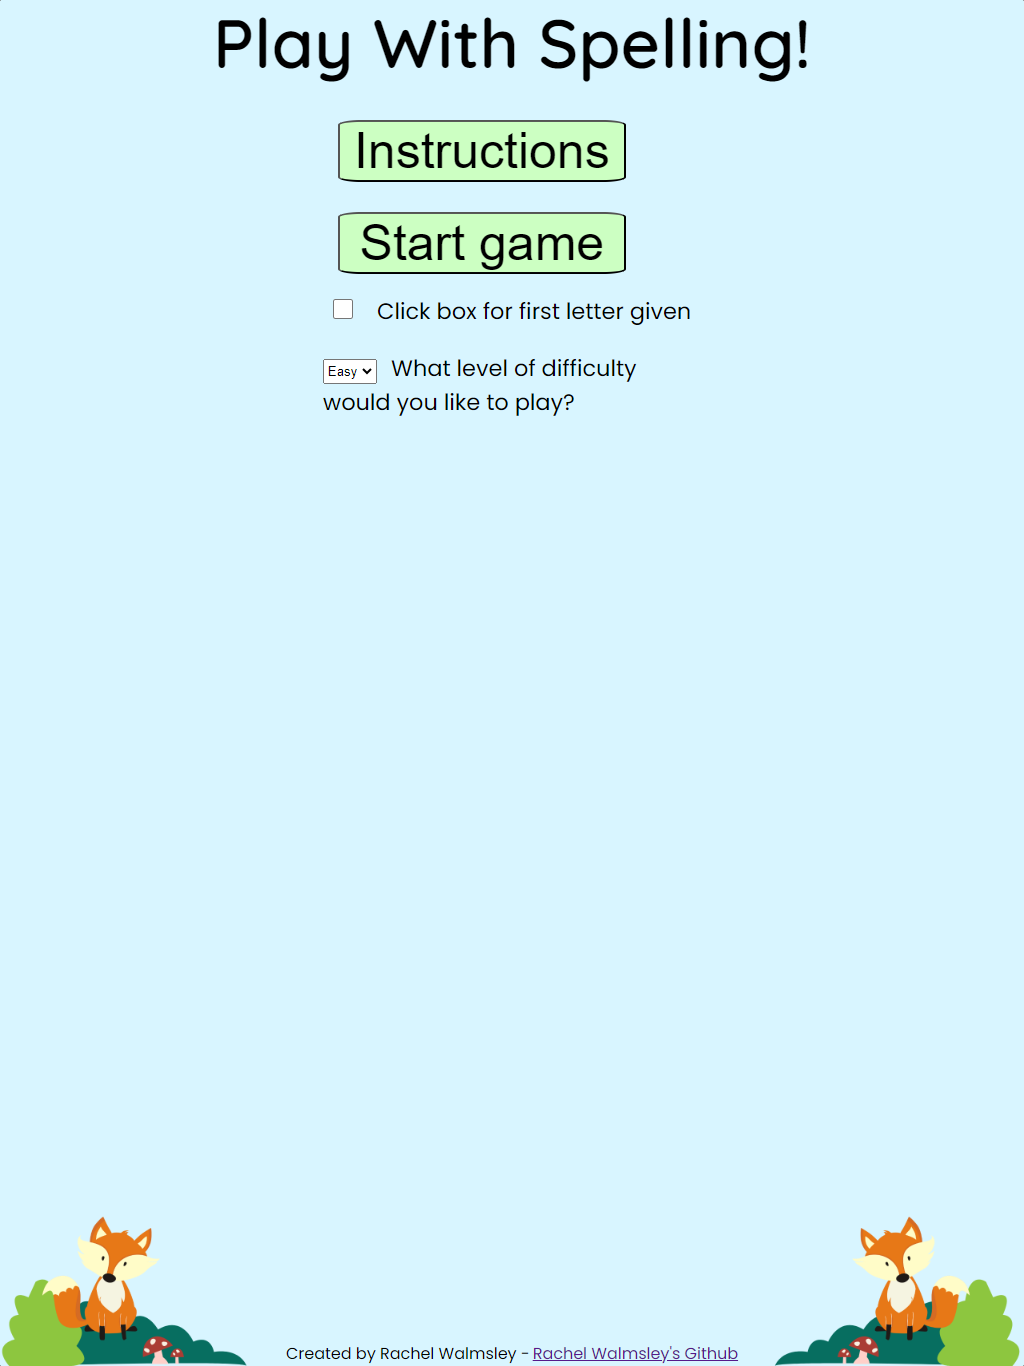 Play With Spelling!
Instructions
Start game
Click box for first letter given
Easy What level of difficulty
would you like to play?
Created by Rachel Walmsley - Rachel Walmsley's Github